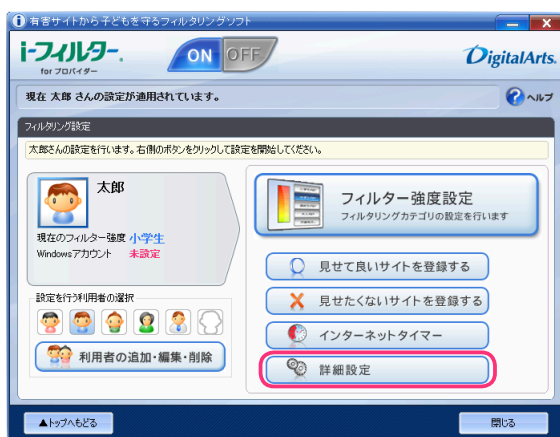 有害サイトから子どもを守るフィルタリングソフト
i-フィルター.
for プロバイダー
ON OFF
DigitalArts.
現在 太郎 さんの設定が適用されています。
ヘルプ
フィルタリング設定
太郎さんの設定を行います。右側のボタンをクリックして設定を開始してください。
太郎
現在のフィルター強度 小学生
Windowsアカウント 未設定
設定を行う利用者の選択
利用者の追加・編集・削除
フィルター強度設定
フィルタリングカテゴリの設定を行います
見せて良いサイトを登録する
見せたくないサイトを登録する
インターネットタイマー
詳細設定
▲トップへもどる
閉じる